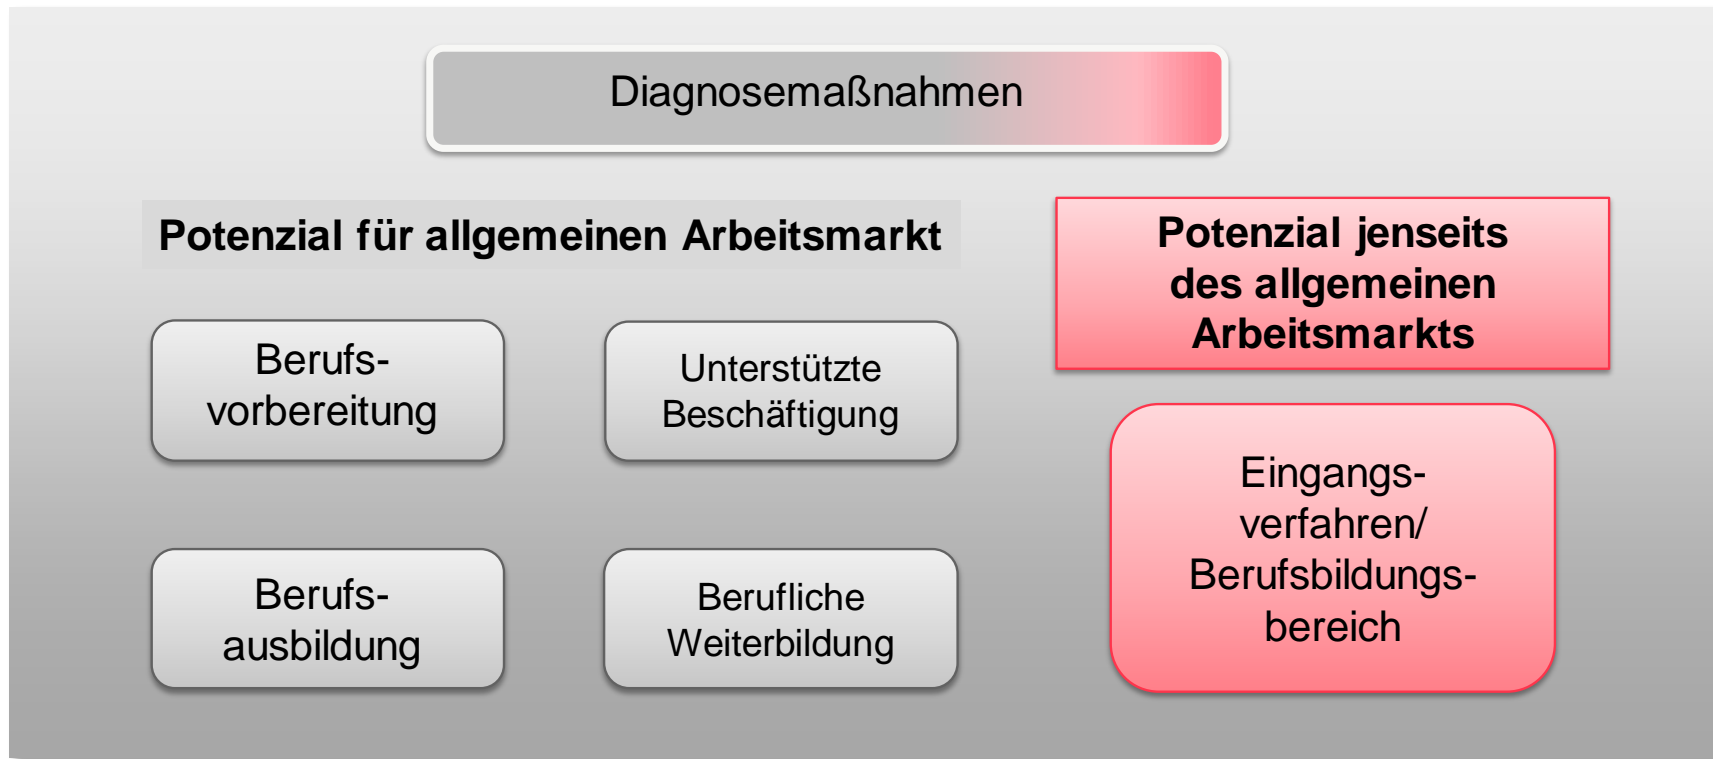 Diagnosemaßnahmen
Potenzial für allgemeinen Arbeitsmarkt
Berufs-
vorbereitung
Unterstützte
Beschäftigung
Berufs-
ausbildung
Berufliche
Weiterbildung
Potenzial jenseits
des allgemeinen
Arbeitsmarkts
Eingangs-
verfahren/
Berufsbildungs-
bereich